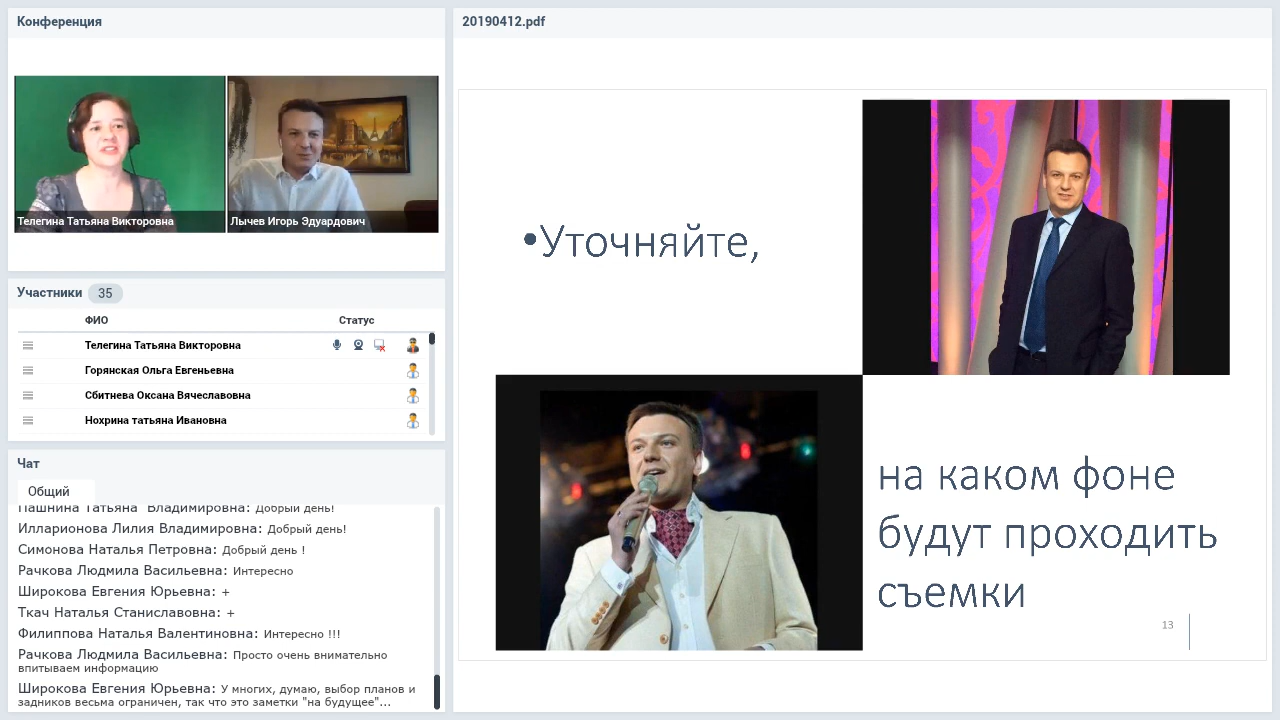 Конференция
Телегина Татьяна Викторовна
Лычев Игорь Эдуардович
Участники 35
ФИО Статус
Телегина Татьяна Викторовна
Горянская Ольга Евгеньевна
Сбитнева Оксана Вячеславовна
Нохрина татьяна Ивановна
Чат
Общий
Пашнина Татьяна Владимировна: Добрый день!
Илларионова Лилия Владимировна: Добрый день!
Симонова Наталья Петровна: Добрый день !
Рачкова Людмила Васильевна: Интересно
Широкова Евгения Юрьевна: +
Ткач Наталья Станиславовна: +
Филиппова Наталья Валентиновна: Интересно !!!
Рачкова Людмила Васильевна: Просто очень внимательно
впитываем информацию
Широкова Евгения Юрьевна: У многих, думаю, выбор планов и
задников весьма ограничен, так что это заметки "на будущее"...
20190412.pdf
•Уточняйте,
на каком фоне
будут проходить
съемки
13